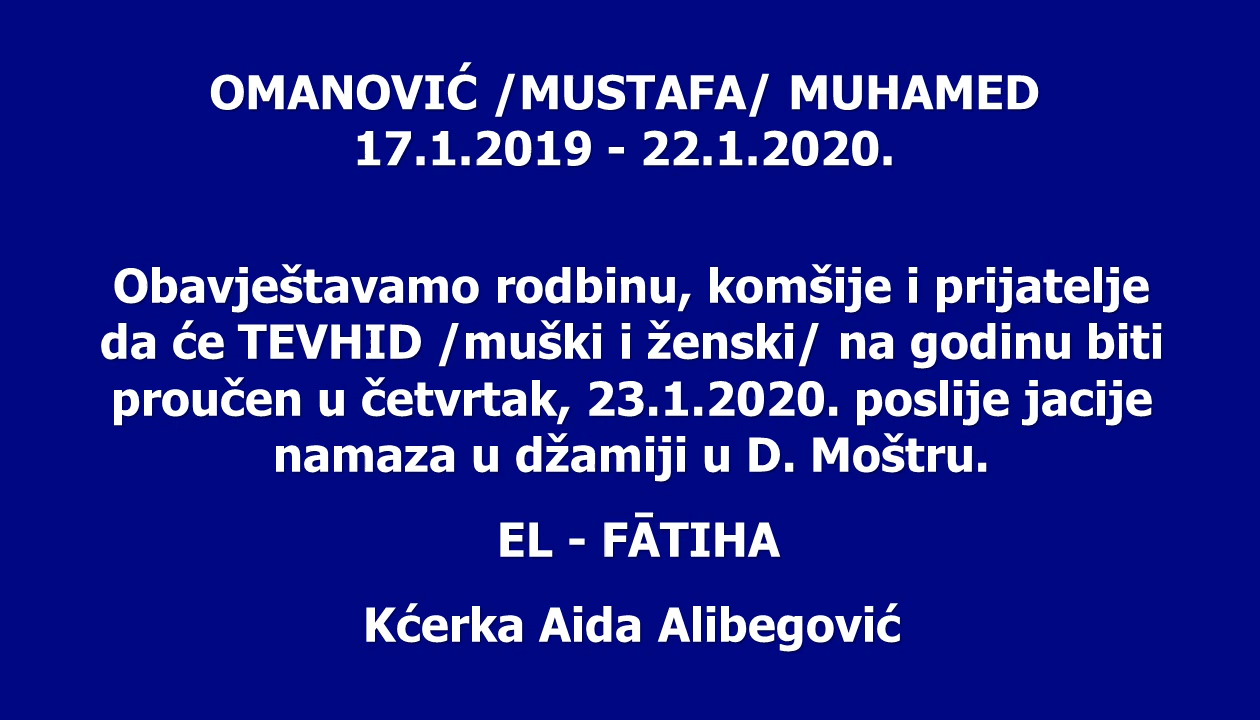 OMANOVIĆ /MUSTAFA/ MUHAMED
17.1.2019 - 22.1.2020.
Obavještavamo rodbinu, komšije i prijatelje
da će TEVHID /muški i ženski/ na godinu biti
proučen u četvrtak, 23.1.2020. poslije jacije
namaza u džamiji u D. Moštru.
EL - FĀTIHA
Kćerka Aida Alibegović